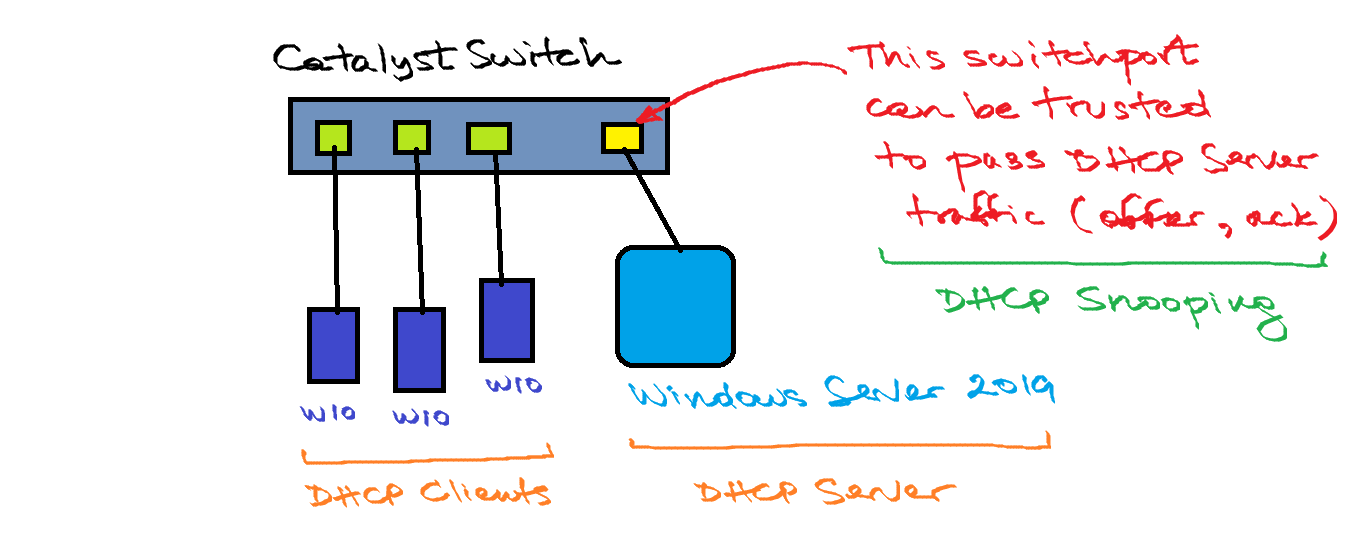 Catalyst Switch
This switchport
can be trusted
to pass DHCP Server
traffic (offer, ack)
DHCP Snooping
W10
W10
W10
Windows Server 2019
DHCP Clients
DHCP Server